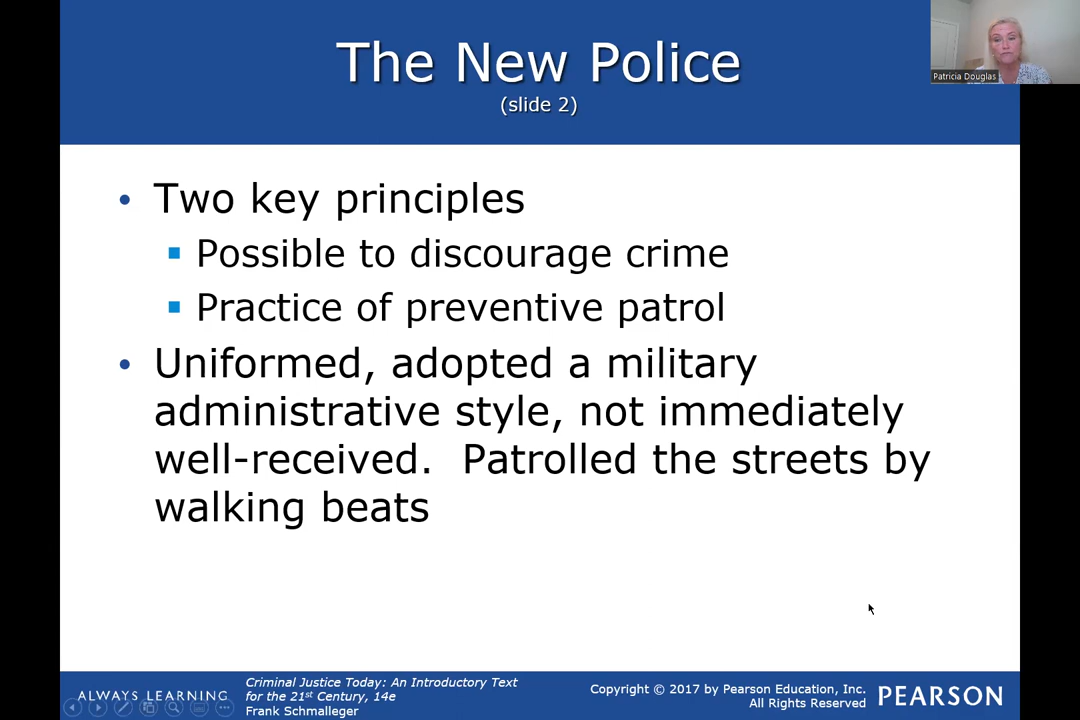 The New Police
(slide 2)
Patricia Douglas
• Two key principles
▪ Possible to discourage crime
▪ Practice of preventive patrol
• Uniformed, adopted a military
administrative style, not immediately
well-received.  Patrolled the streets by
walking beats
ALWAYS LEARNING
Criminal Justice Today: An Introductory Text
for the 21st Century, 14e
Frank Schmalleger
Copyright © 2017 by Pearson Education, Inc.
All Rights Reserved
PEARSON